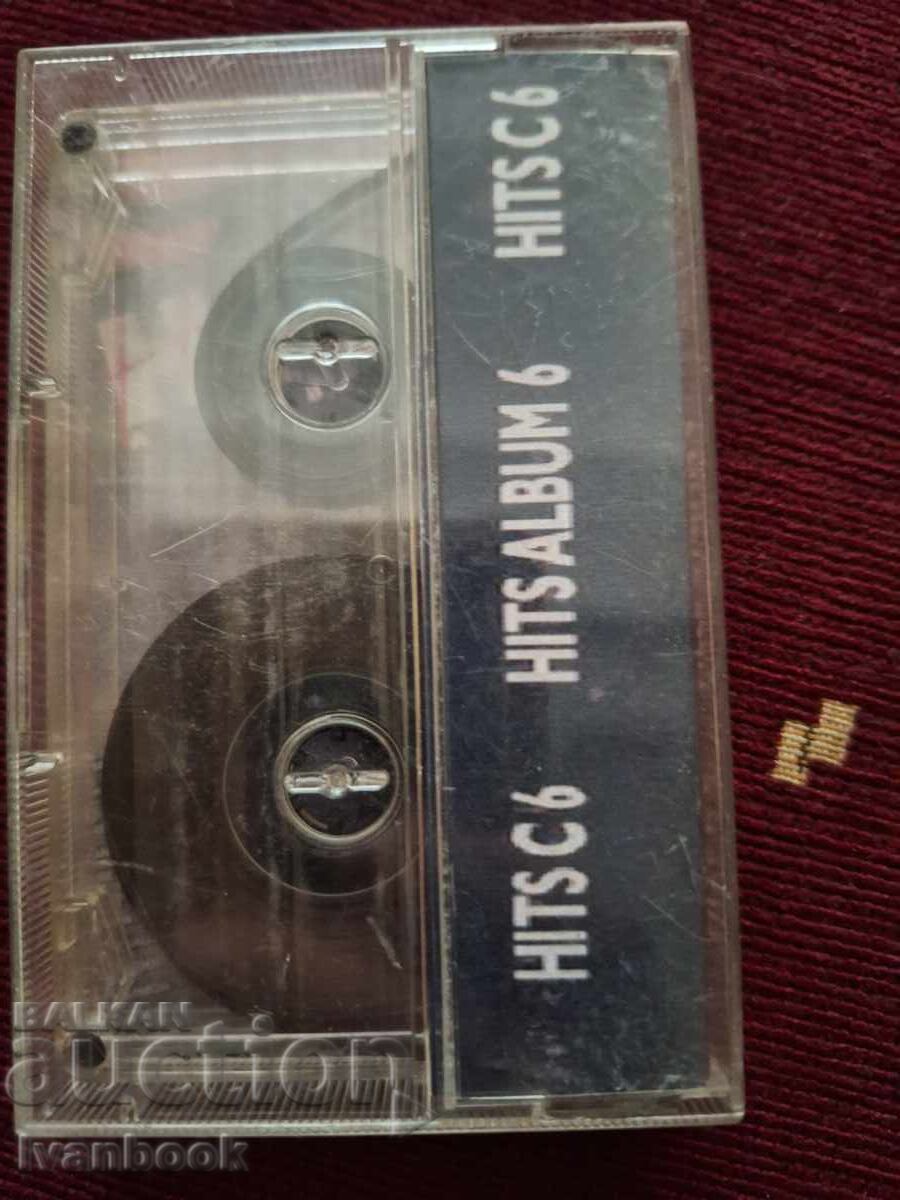 HITS C 6 HITS ALBUM 6 HITS C 6
BALKAN
auction
Ivanbook